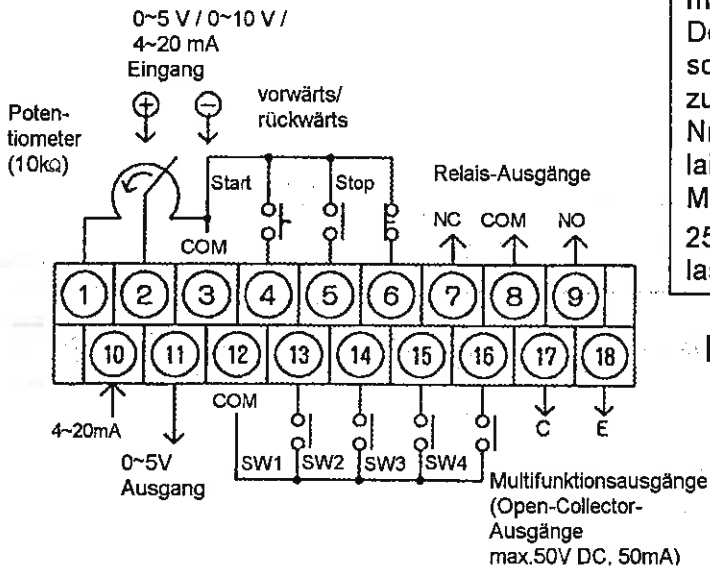 0~5 V / 0~10 V /
4~20 mA
Eingang
Poten-
tiometer
(10kΩ)
vorwärts/
rückwärts
Start
Stop
COM
Relais-Ausgänge
NC COM NO
1 2 3 4 5 6 7 8 9
10 11 12 13 14 15 16 17 18
4~20mA
0~5V
Ausgang
COM
SW1 SW2 SW3 SW4
C E
Multifunktionsausgänge
(Open-Collector-
Ausgänge
max.50V DC, 50mA)
zu
25